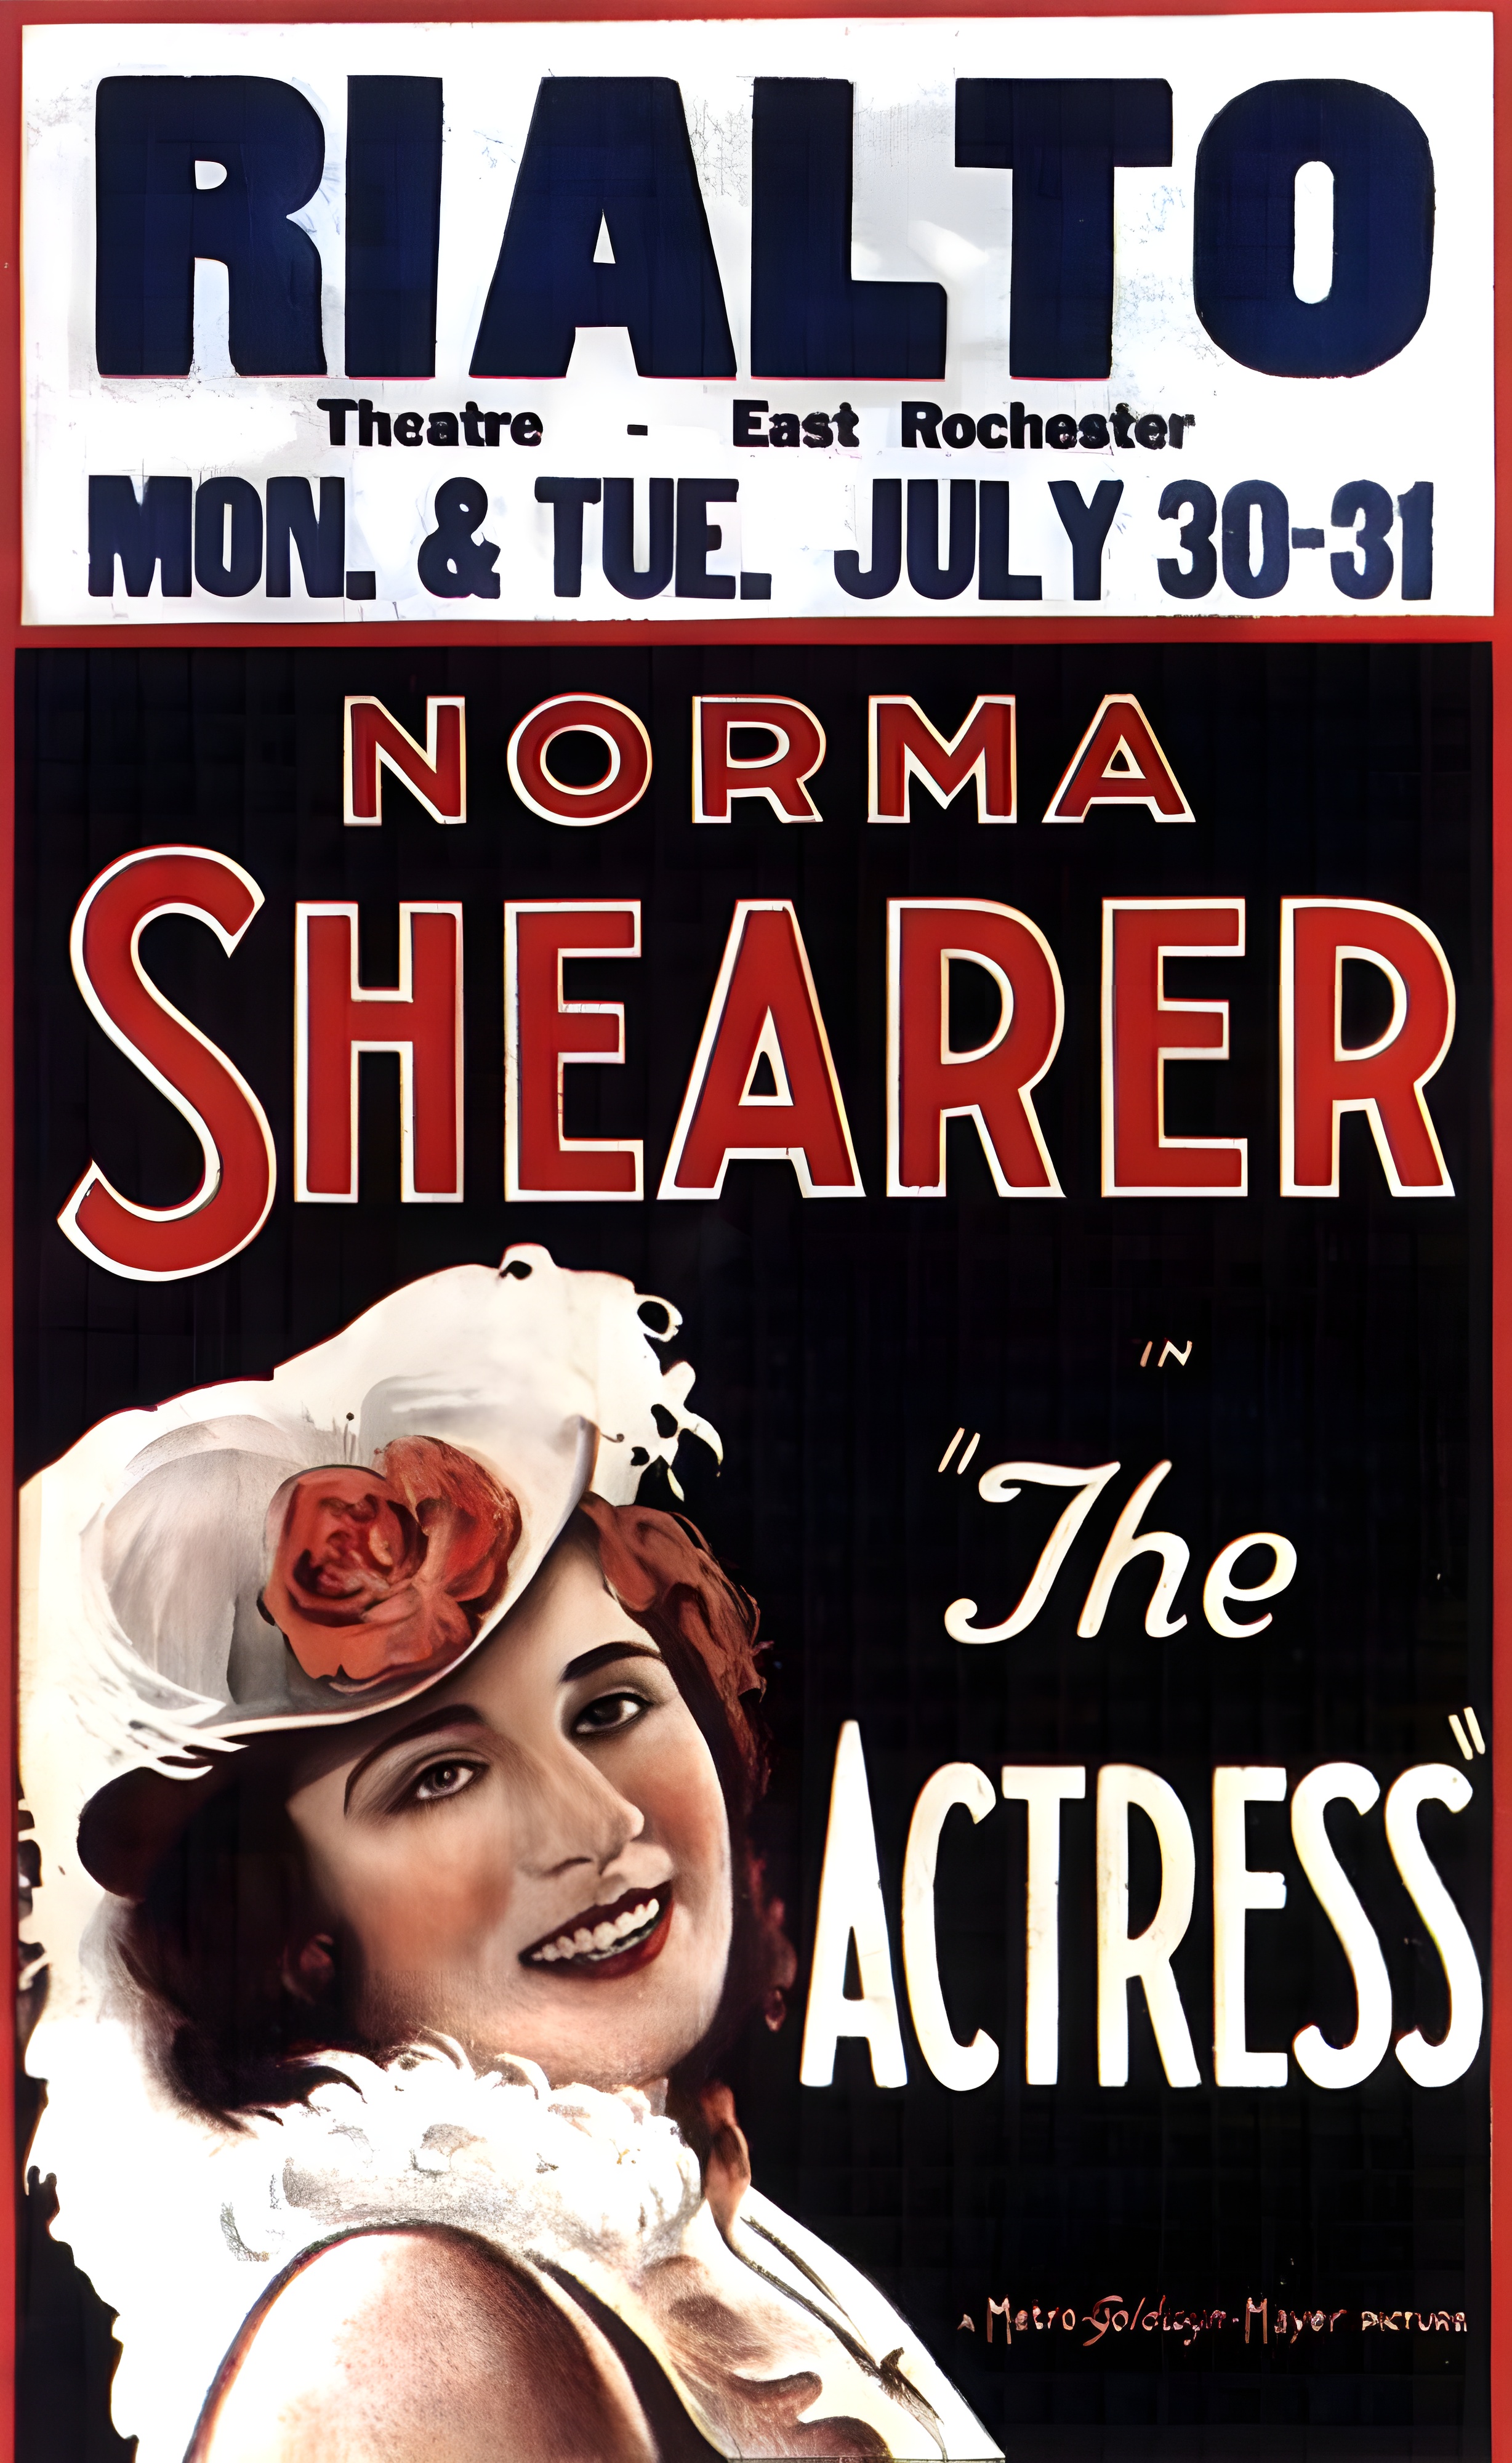 RIALTO
Theatre - East Rochester
MON. & TUE. JULY 30-31
NORMA
SHEARER
IN
"The
ACTRESS"
A Metro-Goldwyn-Mayer PICTURE